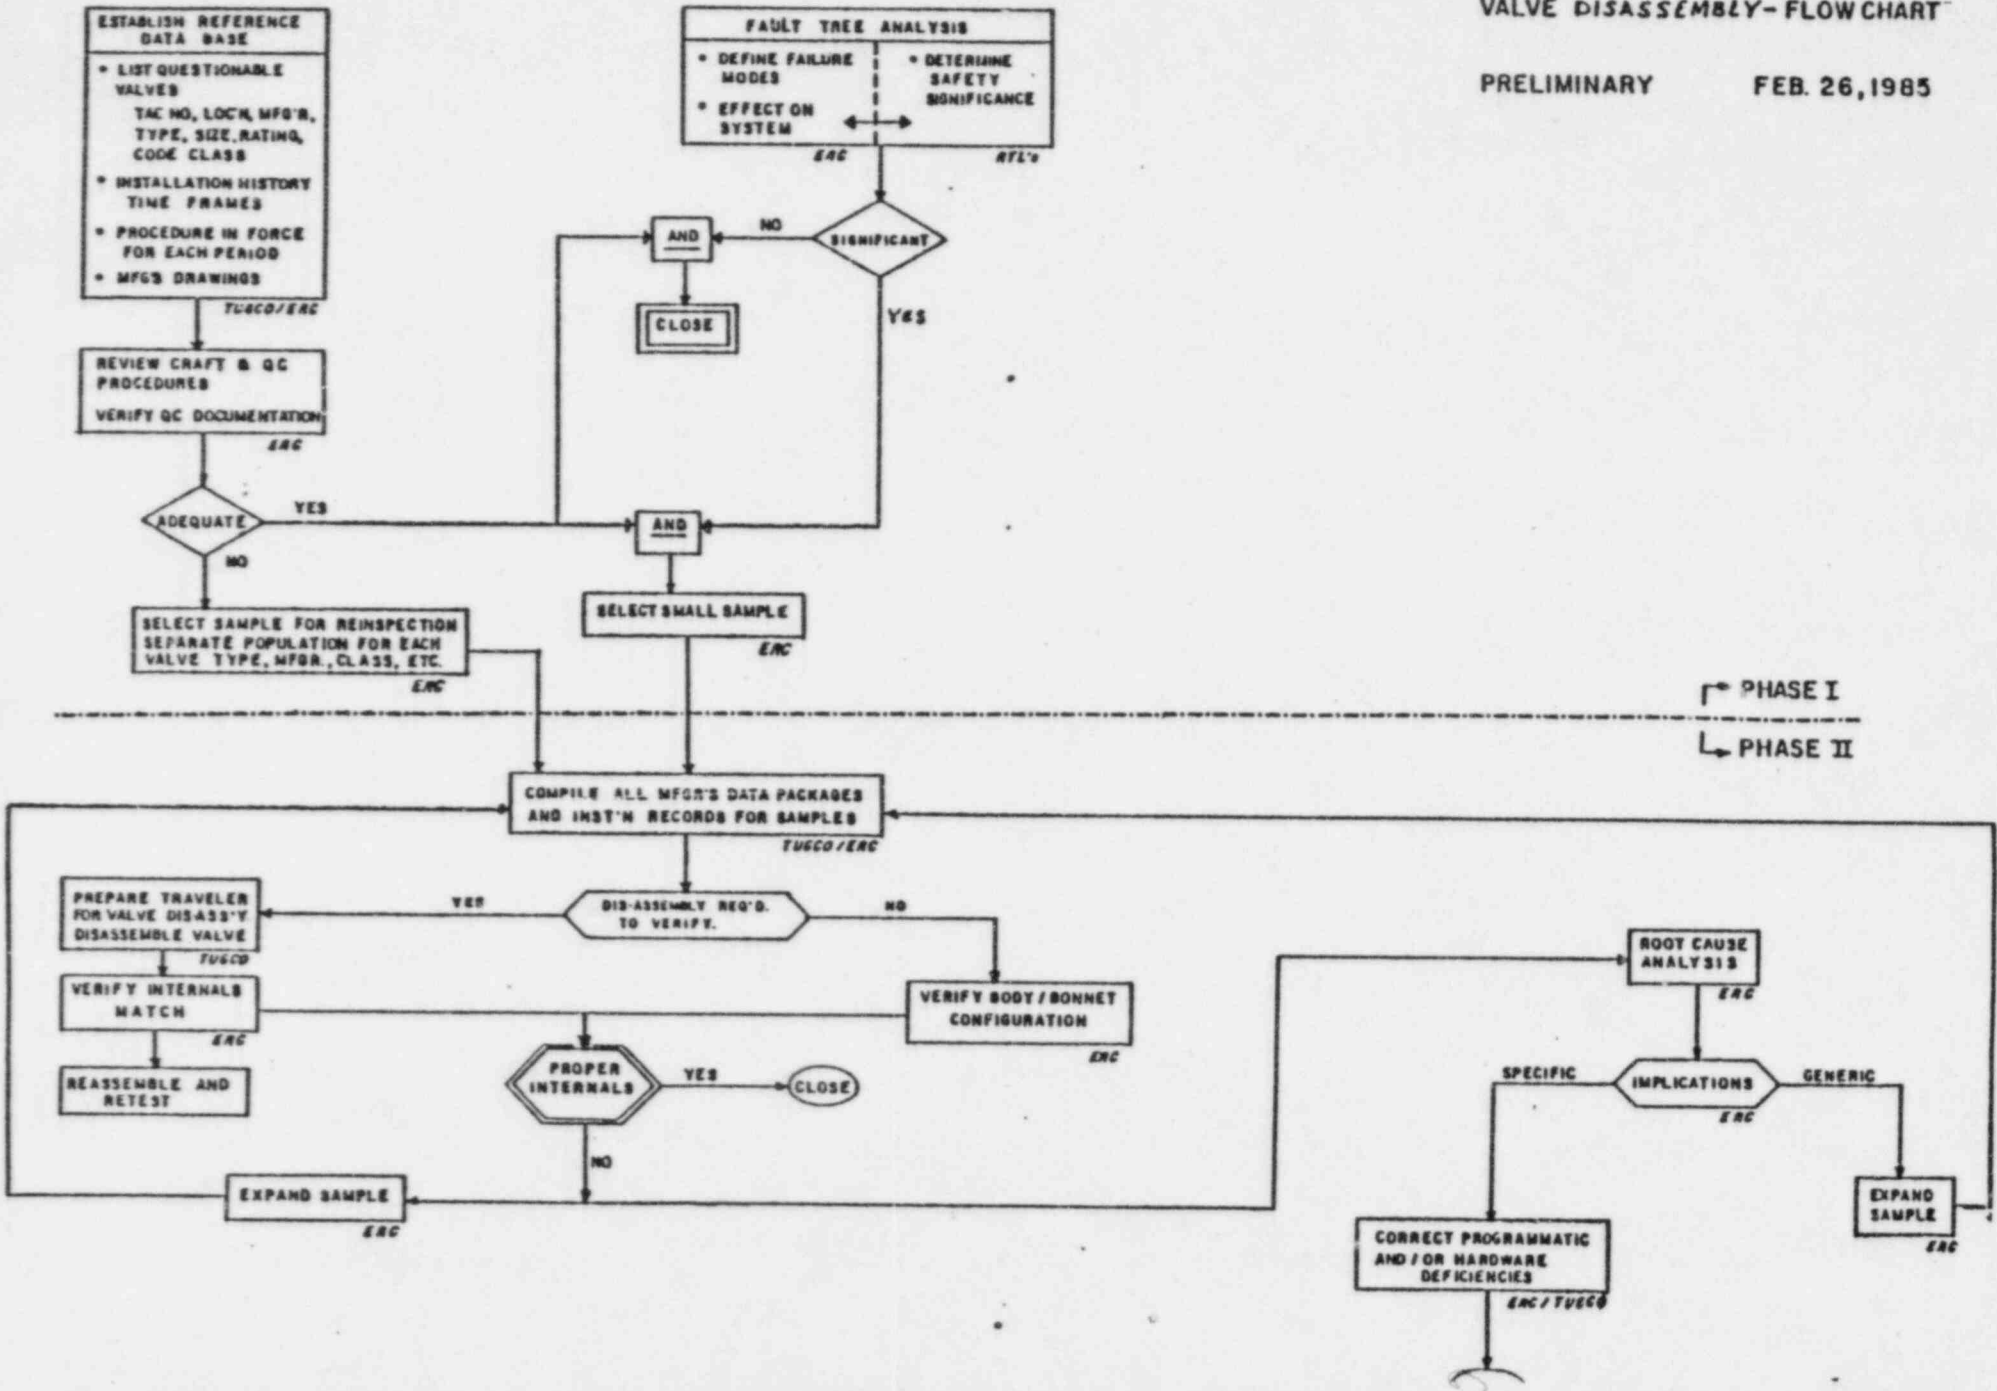 VALVE DISASSEMBLY- FLOW CHART
PRELIMINARY FEB. 26,1985
ESTABLISH REFERENCE
DATA BASE
• LIST QUESTIONABLE
VALVES
TAC NO, LOC'N, MFG'R,
TYPE, SIZE, RATING,
CODE CLASS
• INSTALLATION HISTORY
TIME FRAMES
• PROCEDURE IN FORCE
FOR EACH PERIOD
• MFG'S DRAWINGS
TUGCO/ERC
FAULT TREE ANALYSIS
• DEFINE FAILURE
MODES
• EFFECT ON
SYSTEM
ERC
• DETERMINE
SAFETY
SIGNIFICANCE
RTL's
SIGNIFICANT
NO
YES
AND
CLOSE
REVIEW CRAFT & QC
PROCEDURES
VERIFY QC DOCUMENTATION
ERC
ADEQUATE
YES
NO
AND
SELECT SMALL SAMPLE
ERC
SELECT SAMPLE FOR REINSPECTION
SEPARATE POPULATION FOR EACH
VALVE TYPE, MFGR., CLASS, ETC.
ERC
PHASE I
PHASE II
COMPILE ALL MFGR'S DATA PACKAGES
AND INST'N RECORDS FOR SAMPLES
TUGCO/ERC
DIS-ASSEMBLY REQ'D.
TO VERIFY.
YES
NO
PREPARE TRAVELER
FOR VALVE DIS-ASS'Y.
DISASSEMBLE VALVE
TUGCO
VERIFY INTERNALS
MATCH
ERC
REASSEMBLE AND
RETEST
VERIFY BODY / BONNET
CONFIGURATION
ERC
PROPER
INTERNALS
YES
CLOSE
NO
EXPAND SAMPLE
ERC
ROOT CAUSE
ANALYSIS
ERC
SPECIFIC
IMPLICATIONS
GENERIC
ERC
EXPAND
SAMPLE
ERC
CORRECT PROGRAMMATIC
AND / OR HARDWARE
DEFICIENCIES
ERC / TUGCO